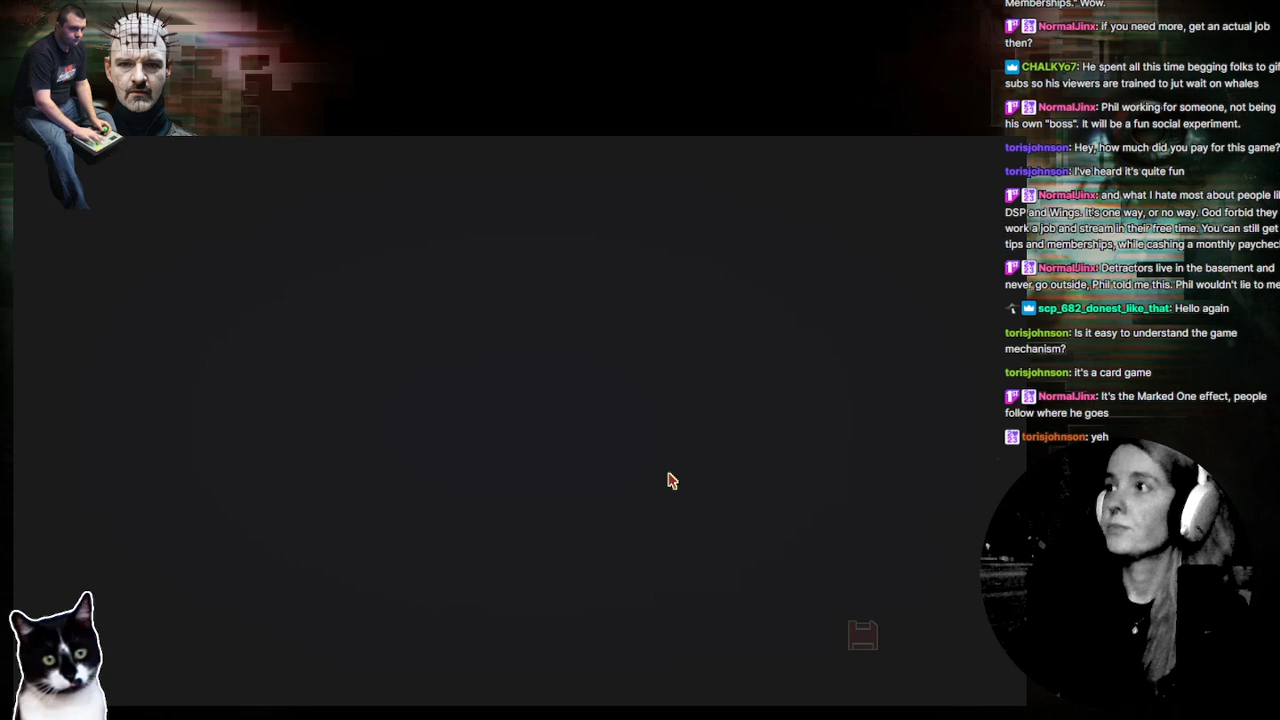 Memberships." Wow.
NormalJinx: if you need more, get an actual job
then?
CHALKYo7: He spent all this time begging folks to gif
subs so his viewers are trained to jut wait on whales
NormalJinx: Phil working for someone, not being
his own "boss". It will be a fun social experiment.
torisjohnson: Hey, how much did you pay for this game?
torisjohnson: I've heard it's quite fun
NormalJinx: and what I hate most about people li
DSP and Wings. It's one way, or no way. God forbid they
work a job and stream in their free time. You can still get
tips and memberships, while cashing a monthly paychec
NormalJinx: Detractors live in the basement and
never go outside, Phil told me this. Phil wouldn't lie to me
scp_682_donest_like_that: Hello again
torisjohnson: Is it easy to understand the game
mechanism?
torisjohnson: it's a card game
NormalJinx: It's the Marked One effect, people
follow where he goes
torisjohnson: yeh